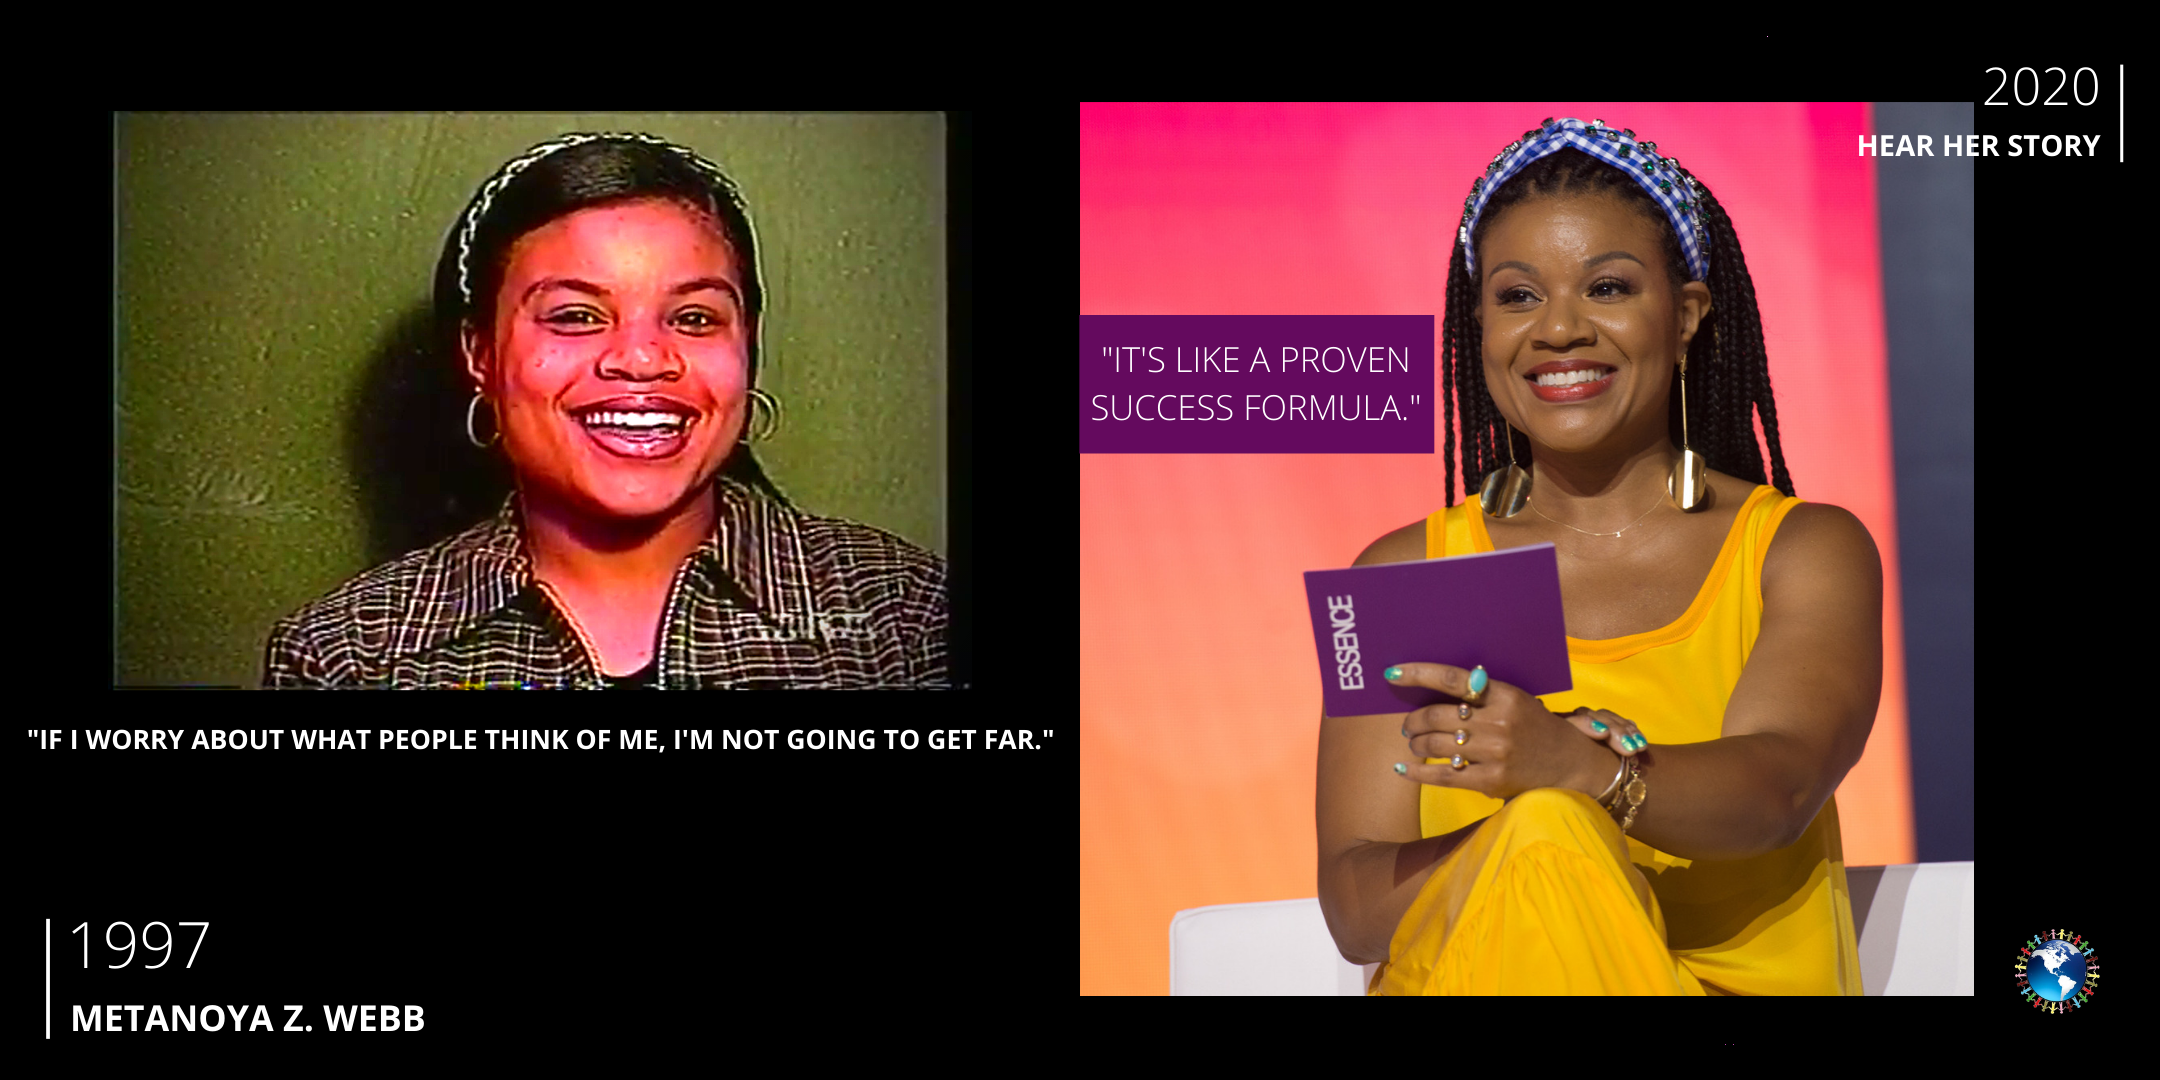 2020
HEAR HER STORY
"IT'S LIKE A PROVEN
SUCCESS FORMULA."
ESSENCE
"IF I WORRY ABOUT WHAT PEOPLE THINK OF ME, I'M NOT GOING TO GET FAR."
1997
METANOYA Z. WEBB